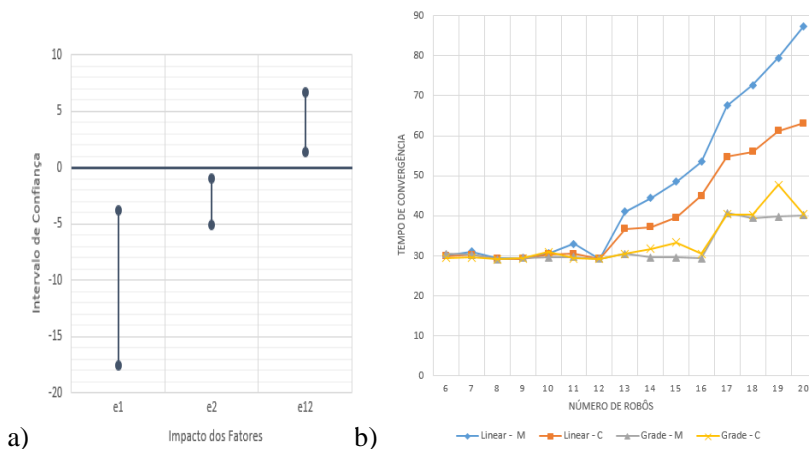 10
5
0
-5
-10
-15
-20
Intervalo de Confiança
e1 e2 e12
Impacto dos Fatores
a)
90
80
70
60
50
40
30
20
10
0
TEMPO DE CONVERGÊNCIA
6 7 8 9 10 11 12 13 14 15 16 17 18 19 20
NÚMERO DE ROBÔS
Linear - M Linear - C Grade - M Grade - C
b)